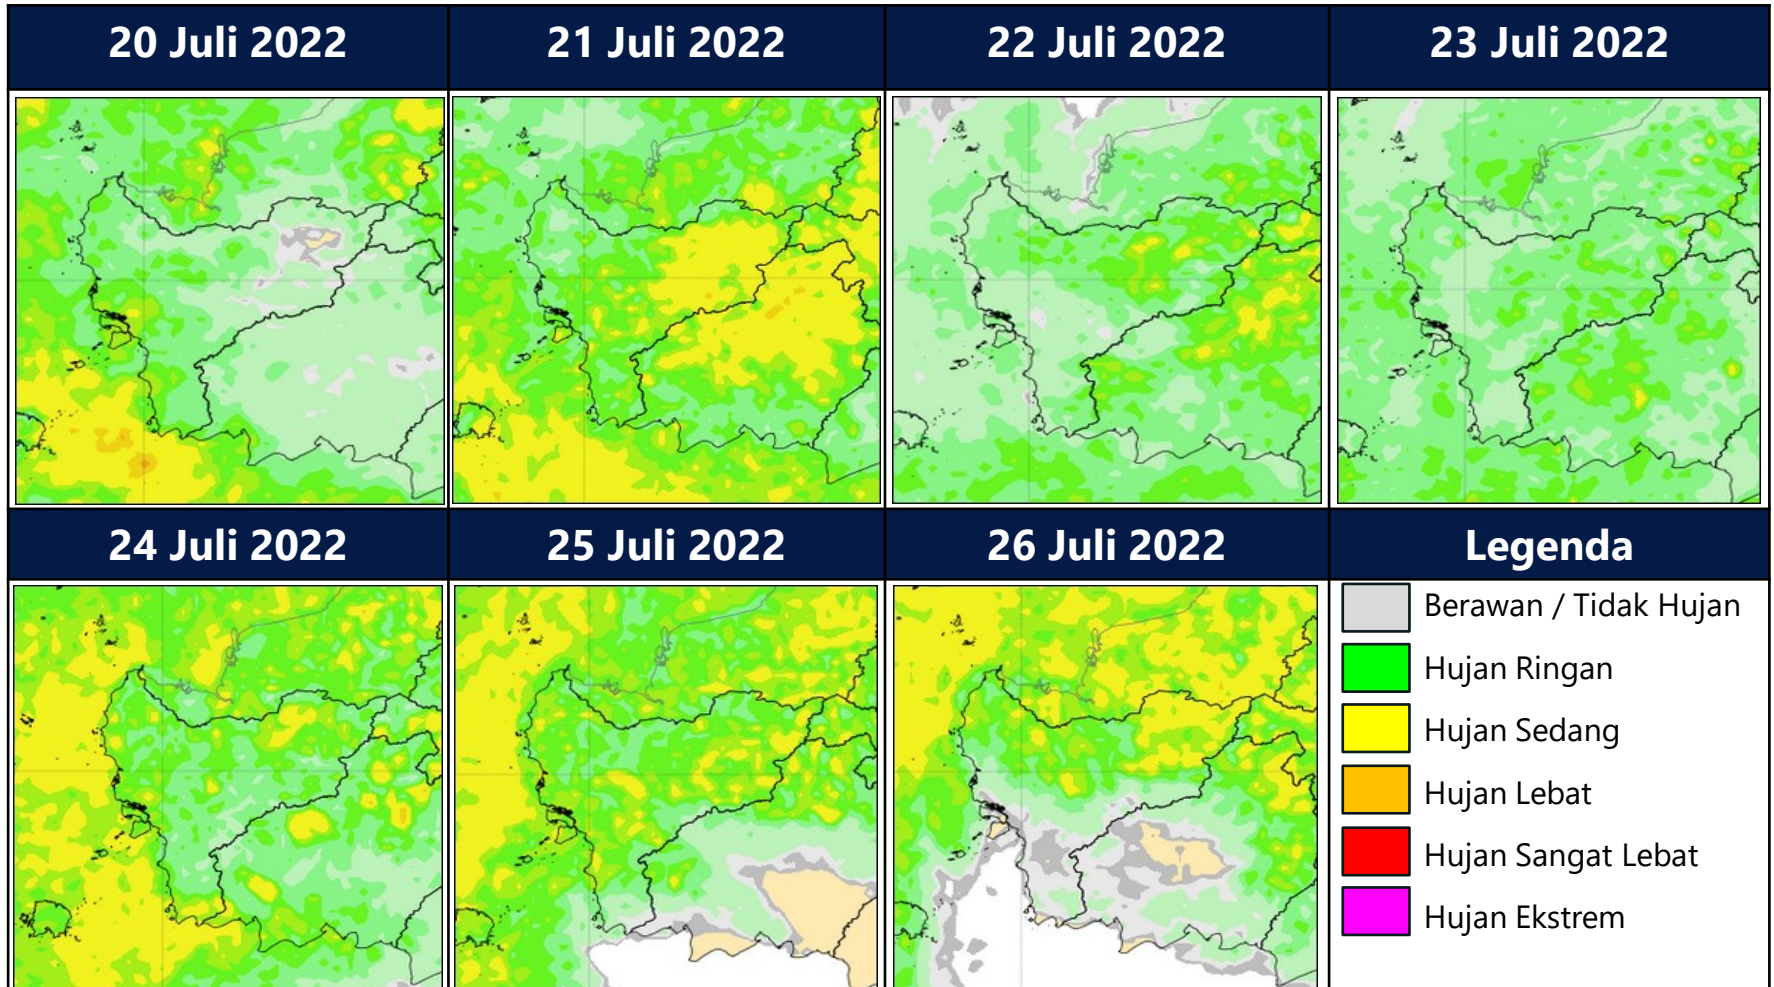 20 Juli 2022
21 Juli 2022
22 Juli 2022
23 Juli 2022
24 Juli 2022
25 Juli 2022
26 Juli 2022
Legenda
Berawan / Tidak Hujan
Hujan Ringan
Hujan Sedang
Hujan Lebat
Hujan Sangat Lebat
Hujan Ekstrem